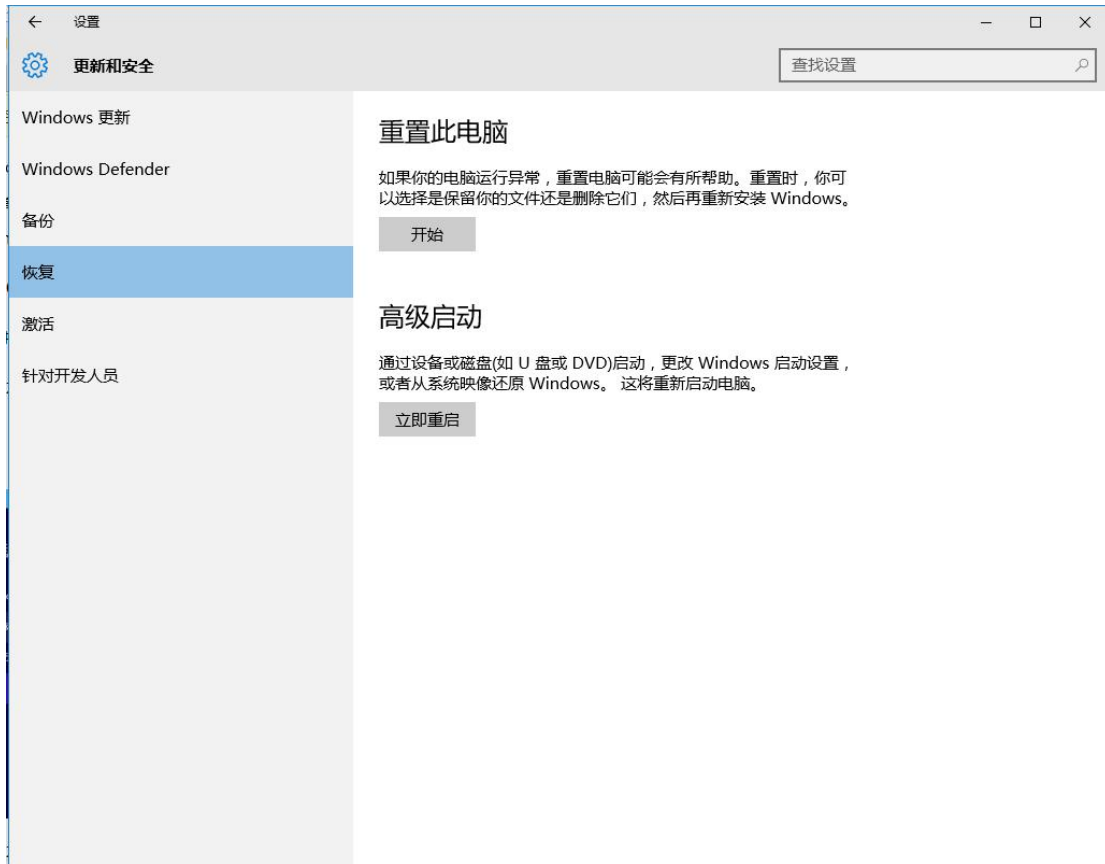 设置
更新和安全
查找设置
Windows 更新
Windows Defender
备份
恢复
激活
针对开发人员
重置此电脑
如果你的电脑运行异常，重置电脑可能会有所帮助。重置时，你可
以选择是保留你的文件还是删除它们，然后再重新安装 Windows。
开始
高级启动
通过设备或磁盘(如 U 盘或 DVD)启动，更改 Windows 启动设置，
或者从系统映像还原 Windows。 这将重新启动电脑。
立即重启